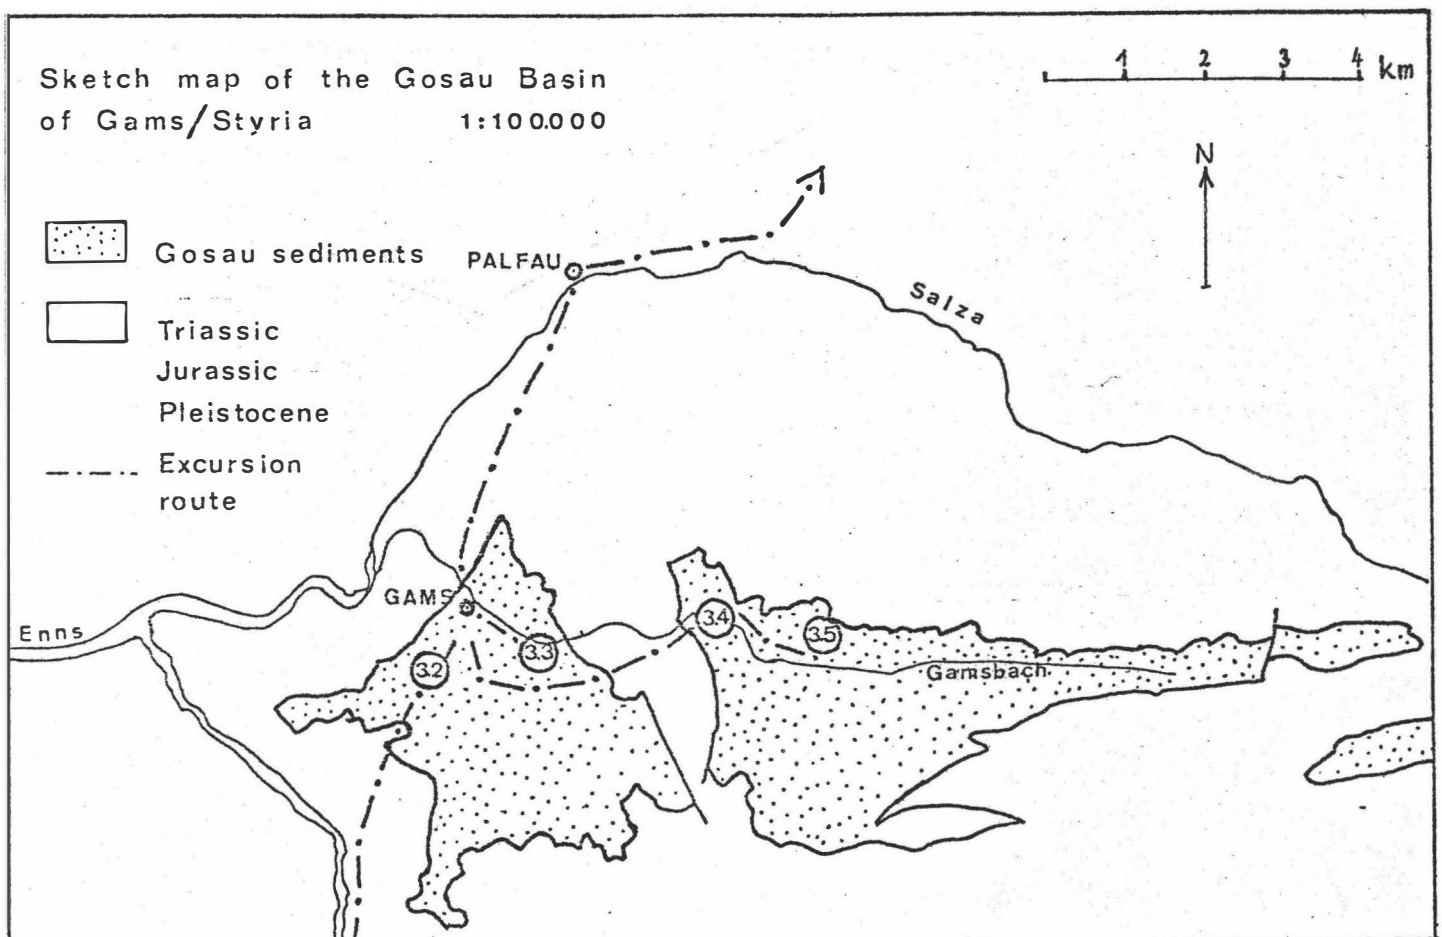 Sketch map of the Gosau Basin
of Gams/Styria 1:100.000
1 2 3 4 km
N
Gosau sediments
PALFAU
Salza
Triassic
Jurassic
Pleistocene
Excursion
route
GAMS
Enns
3.2
3.3
3.4
3.5
Gamsbach